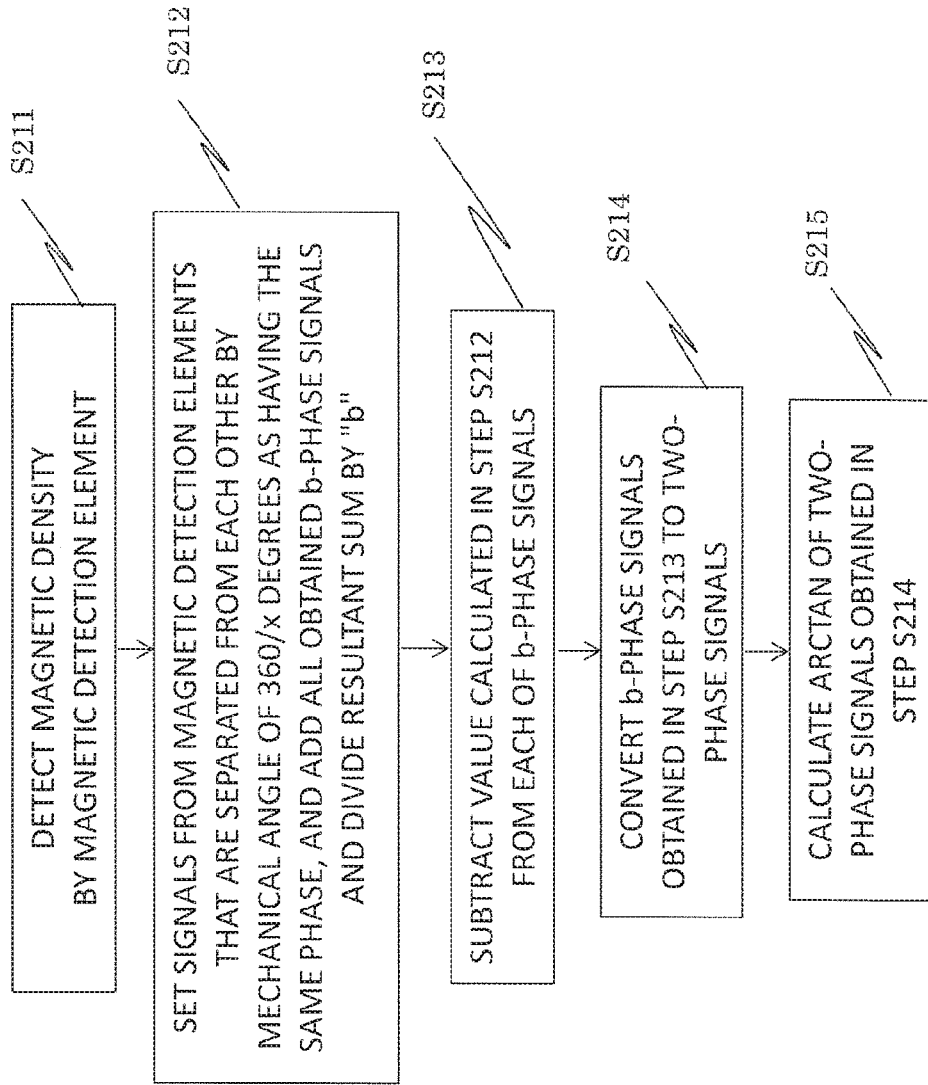 DETECT MAGNETIC DENSITY
BY MAGNETIC DETECTION ELEMENT
S211
SET SIGNALS FROM MAGNETIC DETECTION ELEMENTS
THAT ARE SEPARATED FROM EACH OTHER BY
MECHANICAL ANGLE OF 360/x DEGREES AS HAVING THE
SAME PHASE, AND ADD ALL OBTAINED b-PHASE SIGNALS
AND DIVIDE RESULTANT SUM BY "b"
S212
SUBTRACT VALUE CALCULATED IN STEP S212
FROM EACH OF b-PHASE SIGNALS
S213
CONVERT b-PHASE SIGNALS
OBTAINED IN STEP S213 TO TWO-
PHASE SIGNALS
S214
CALCULATE ARCTAN OF TWO-
PHASE SIGNALS OBTAINED IN
STEP S214
S215